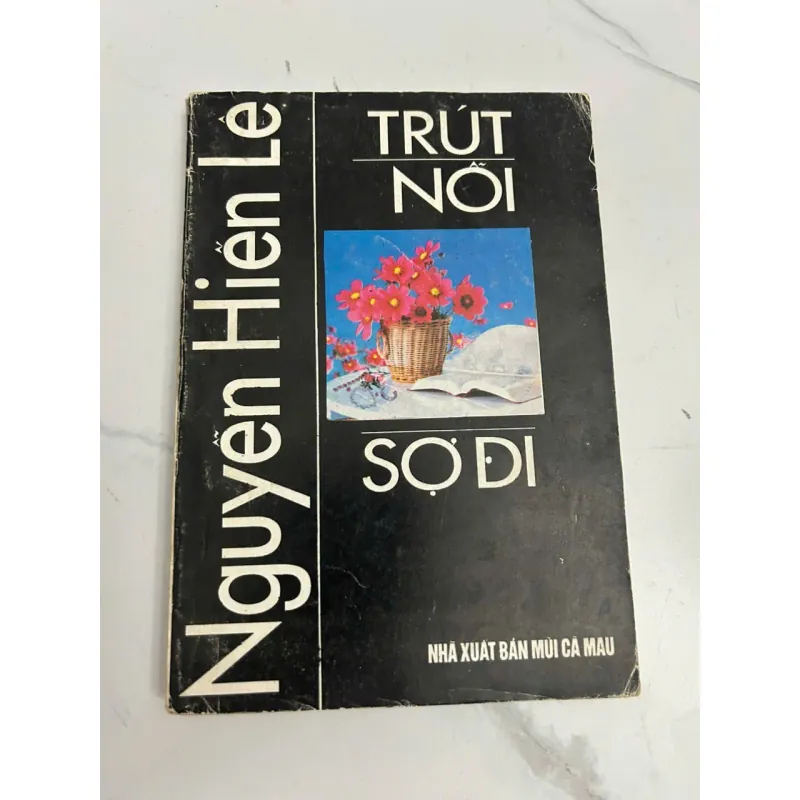 Nguyễn Hiến Lê
TRÚT
NỖI
SỢ ĐI
NHÀ XUẤT BẢN MŨI CÀ MAU